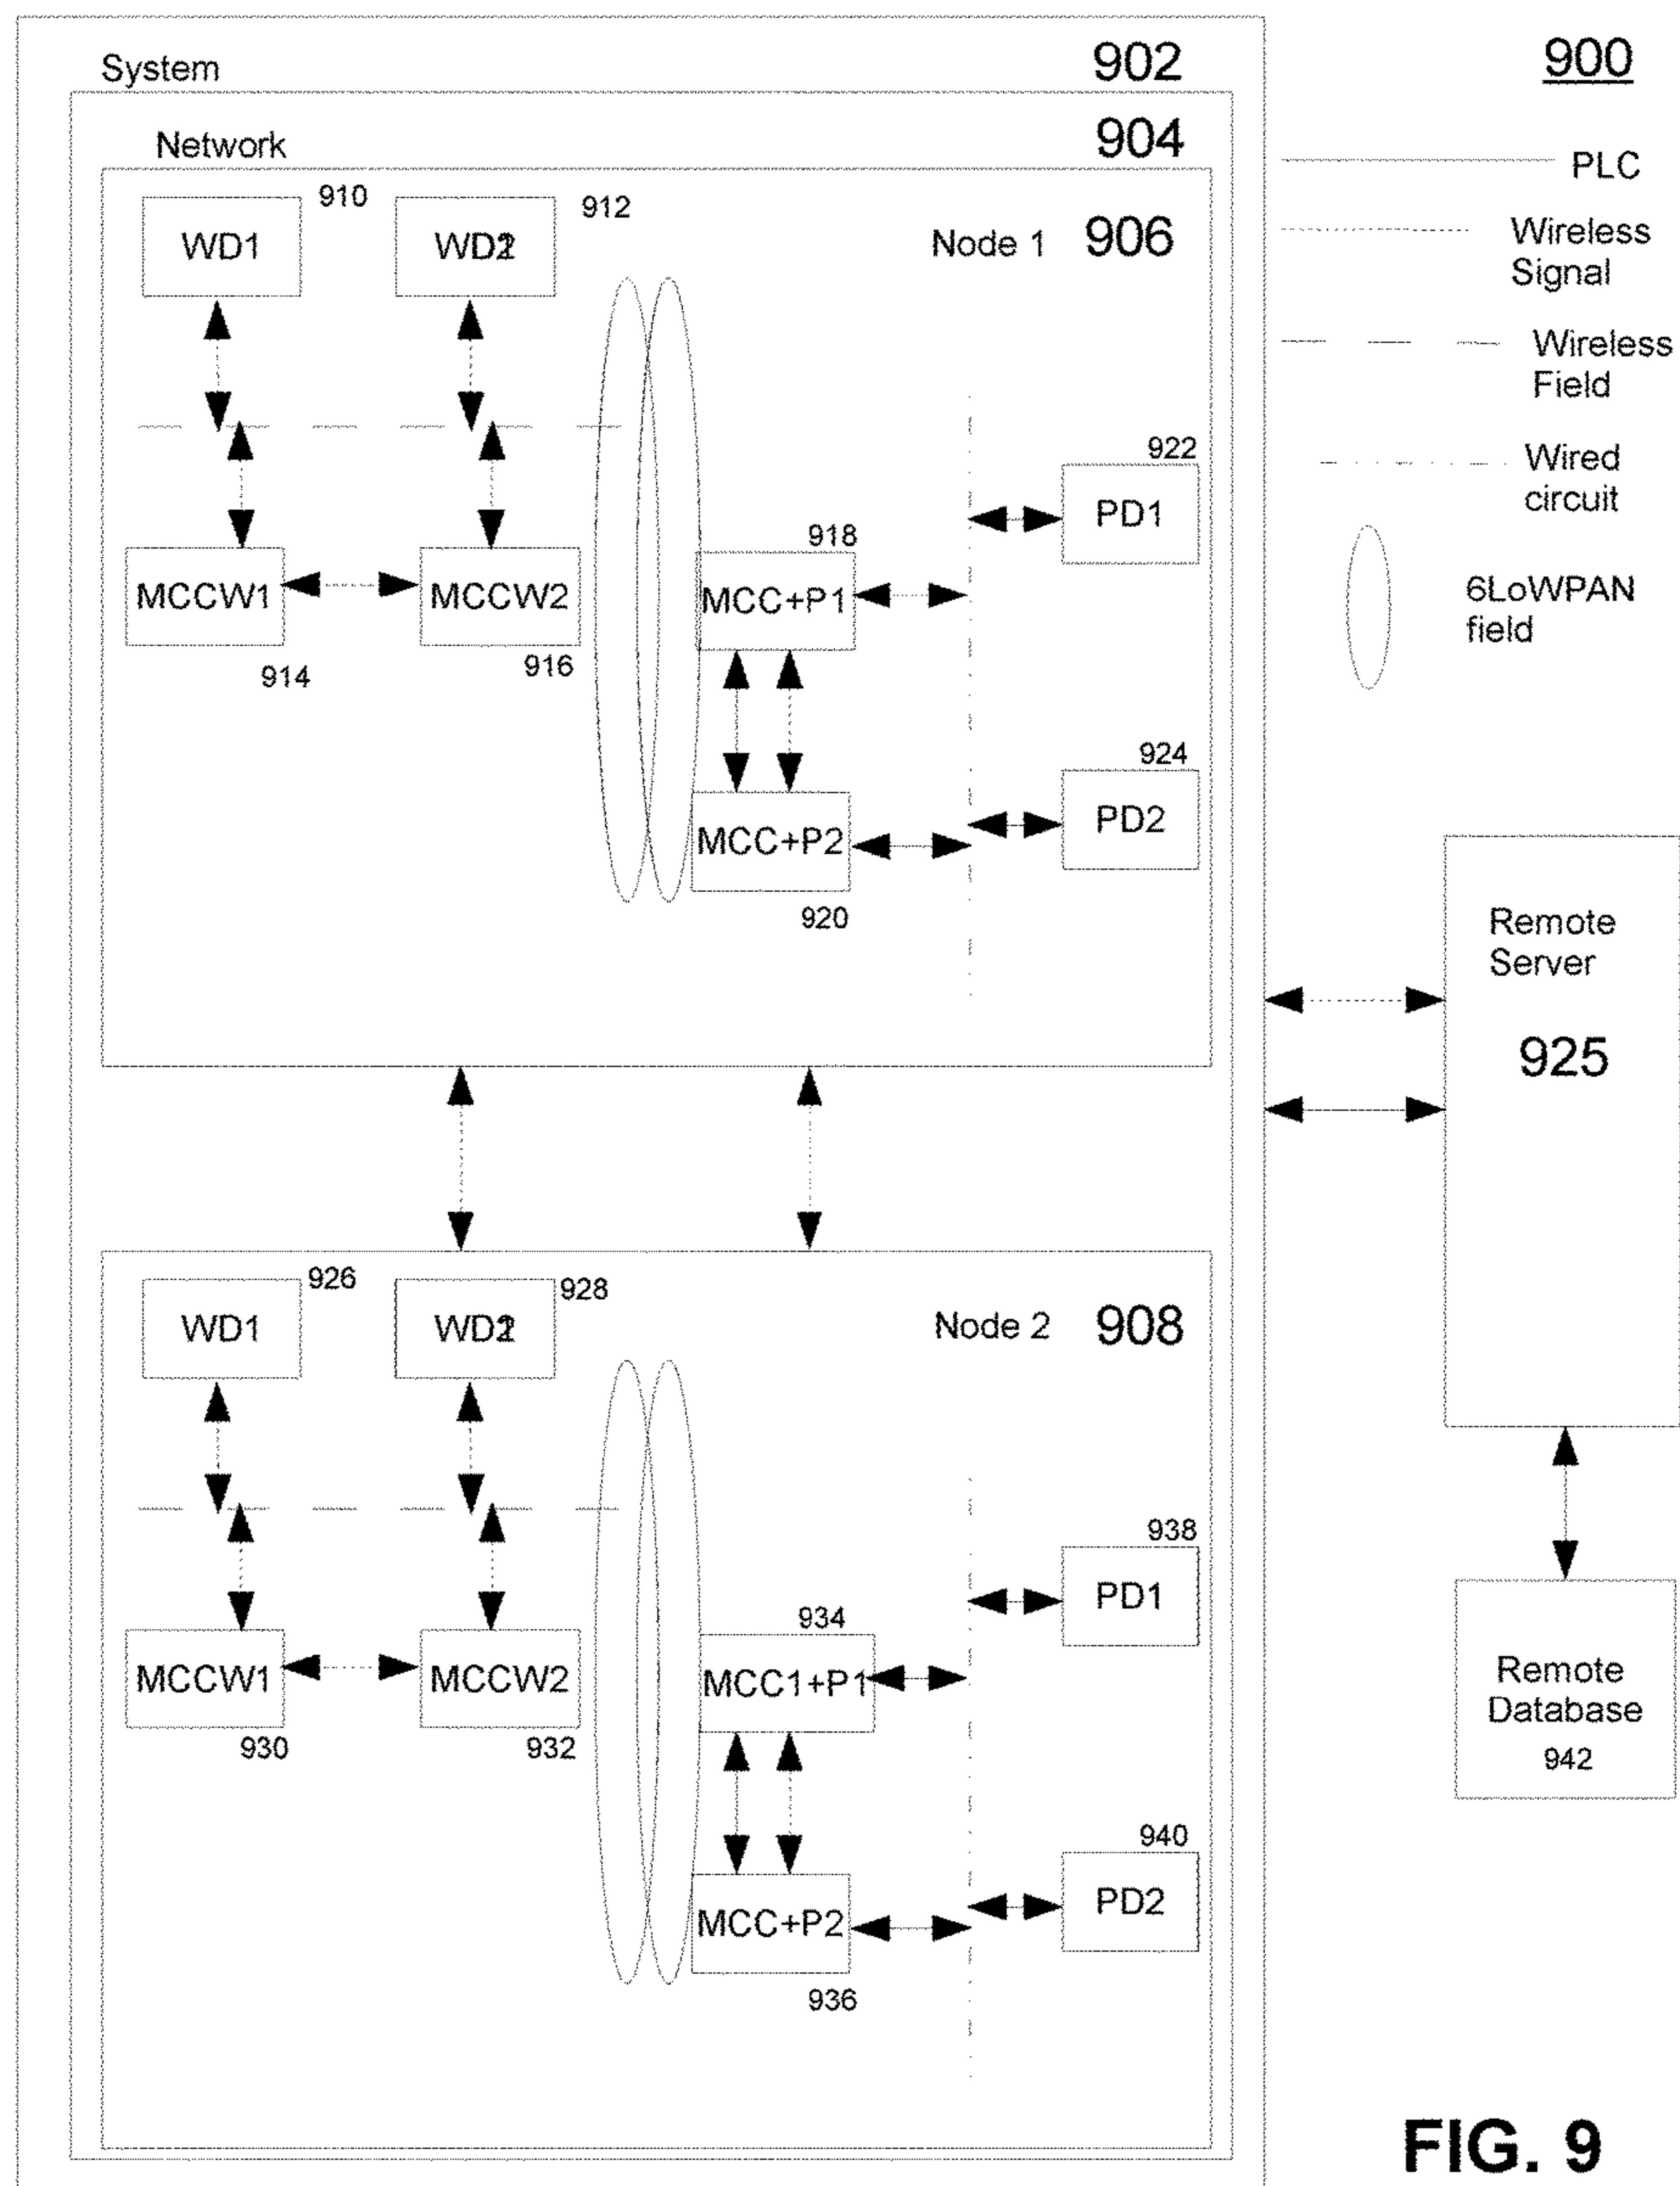 System
902
900
Network
904
PLC
910
912
WD1
Node 1
906
Wireless
Signal
Wireless
Field
922
Wired
circuit
PD1
918
MCCW1
MCCW2
MCC+P1
6LoWPAN
field
914
916
924
PD2
MCC+P2
920
Remote
Server
925
926
928
WD1
Node 2
908
938
PD1
934
MCCW1
MCCW2
MCC1+P1
Remote
Database
942
930
932
940
PD2
MCC+P2
936
FIG. 9